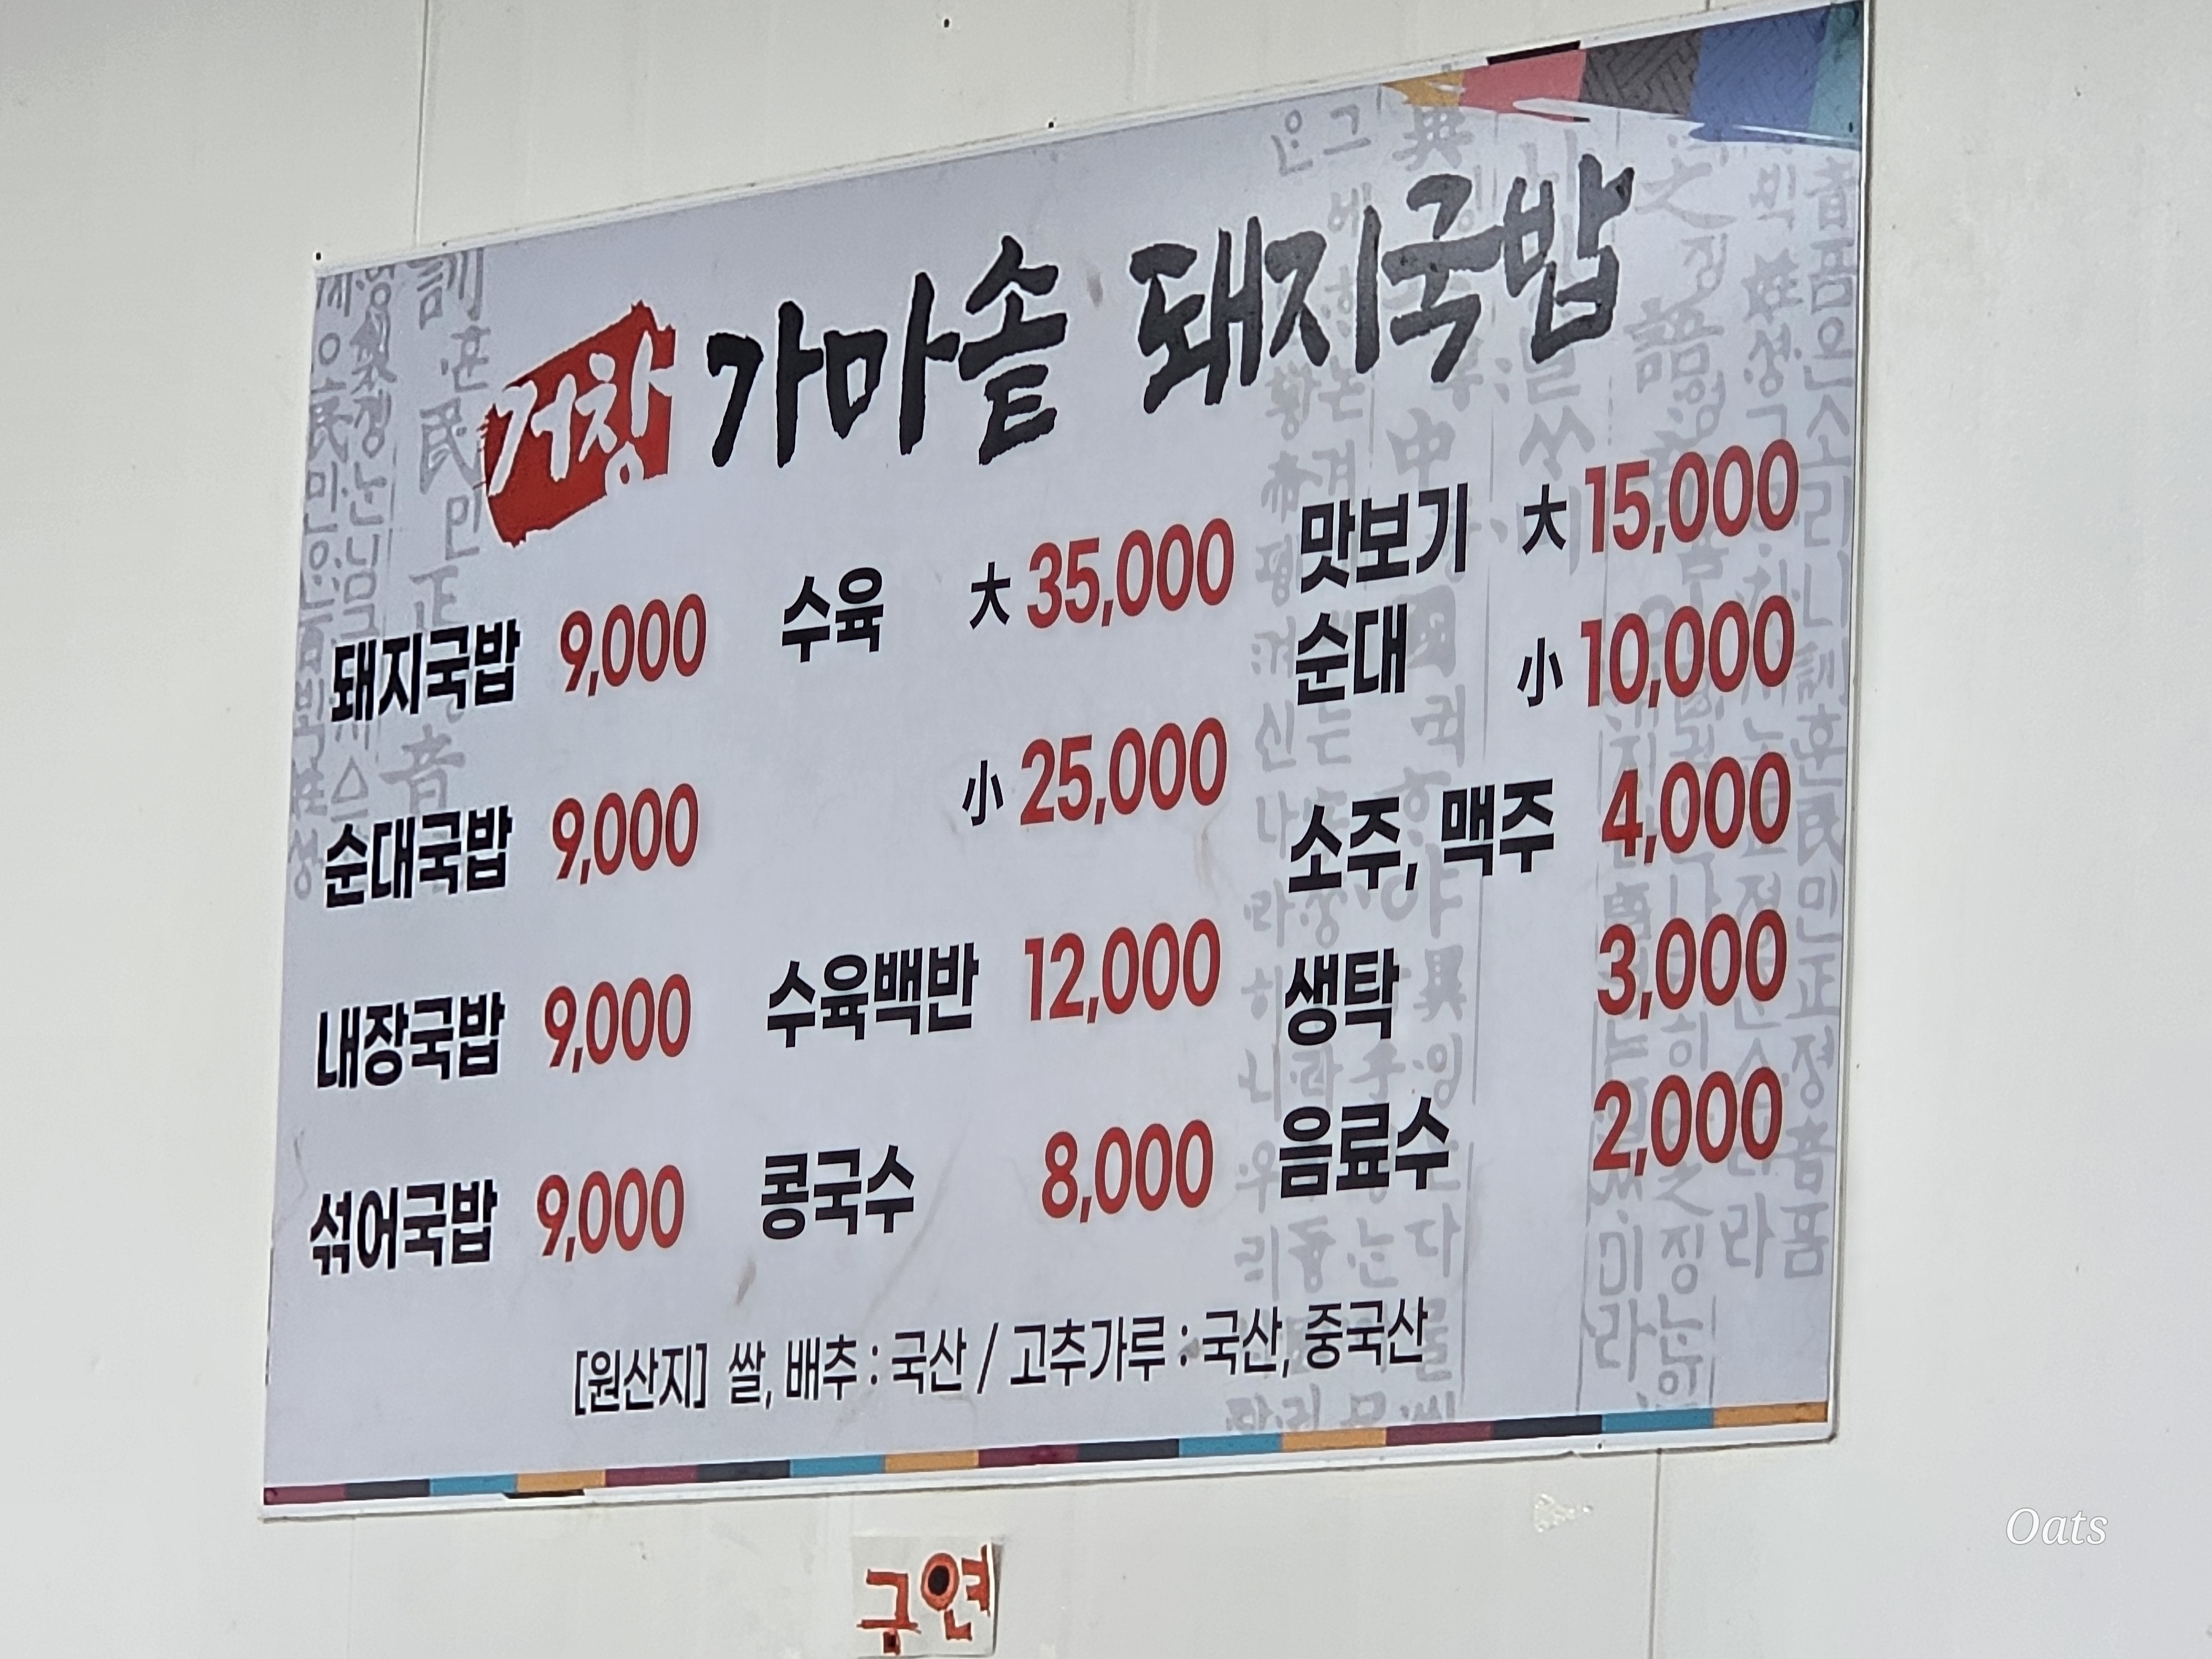 거창 가마솥 돼지국밥
돼지국밥 9,000
순대국밥 9,000
내장국밥 9,000
섞어국밥 9,000
수육 大 35,000
小 25,000
수육백반 12,000
콩국수 8,000
맛보기 大 15,000
순대 小 10,000
소주, 맥주 4,000
생탁 3,000
음료수 2,000
[원산지] 쌀, 배추 : 국산 / 고추가루 : 국산, 중국산
Oats